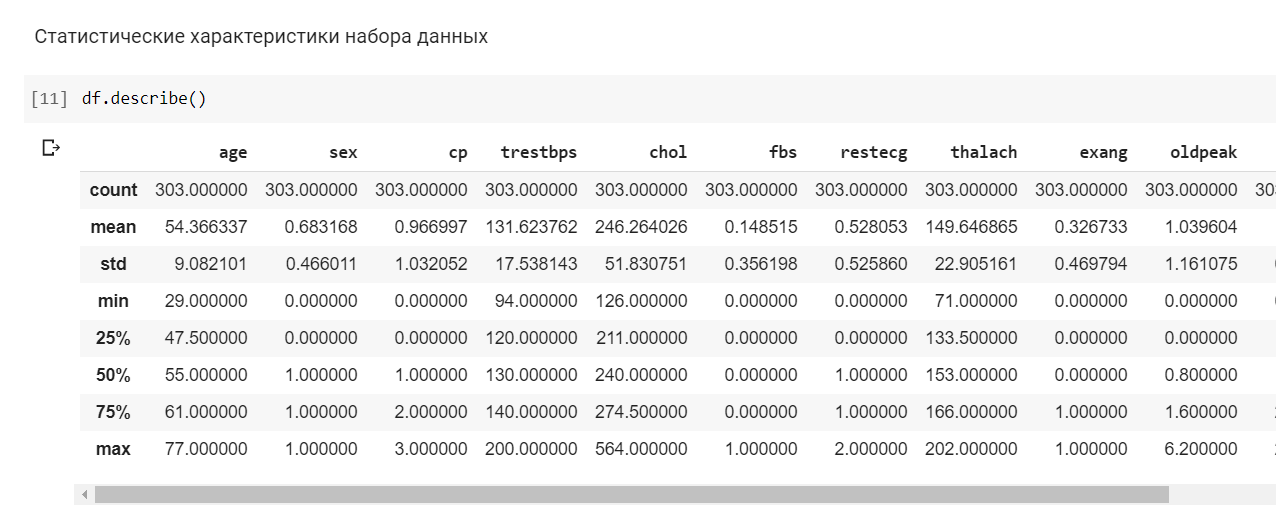 Статистические характеристики набора данных
[11] df.describe()
age sex cp trestbps chol fbs restecg thalach exang oldpeak
count 303.000000 303.000000 303.000000 303.000000 303.000000 303.000000 303.000000 303.000000 303.000000 303.000000
mean 54.366337 0.683168 0.966997 131.623762 246.264026 0.148515 0.528053 149.646865 0.326733 1.039604
std 9.082101 0.466011 1.032052 17.538143 51.830751 0.356198 0.525860 22.905161 0.469794 1.161075
min 29.000000 0.000000 0.000000 94.000000 126.000000 0.000000 0.000000 71.000000 0.000000 0.000000
25% 47.500000 0.000000 0.000000 120.000000 211.000000 0.000000 0.000000 133.500000 0.000000 0.000000
50% 55.000000 1.000000 1.000000 130.000000 240.000000 0.000000 1.000000 153.000000 0.000000 0.800000
75% 61.000000 1.000000 2.000000 140.000000 274.500000 0.000000 1.000000 166.000000 1.000000 1.600000
max 77.000000 1.000000 3.000000 200.000000 564.000000 1.000000 2.000000 202.000000 1.000000 6.200000